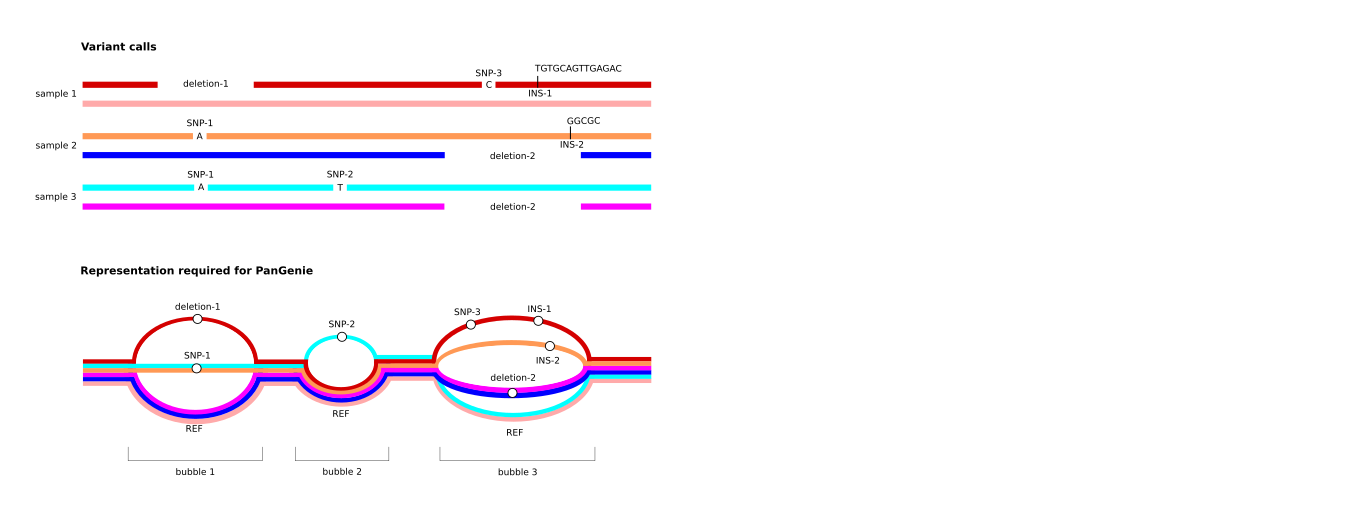 Variant calls
TGTGCAGTTGAGAC
SNP-3
deletion-1
C
sample 1
INS-1
SNP-1
GGCGC
A
sample 2
INS-2
deletion-2
SNP-1
SNP-2
A
T
sample 3
deletion-2
Representation required for PanGenie
deletion-1
SNP-3
INS-1
SNP-2
SNP-1
INS-2
deletion-2
REF
REF
REF
bubble 1
bubble 2
bubble 3